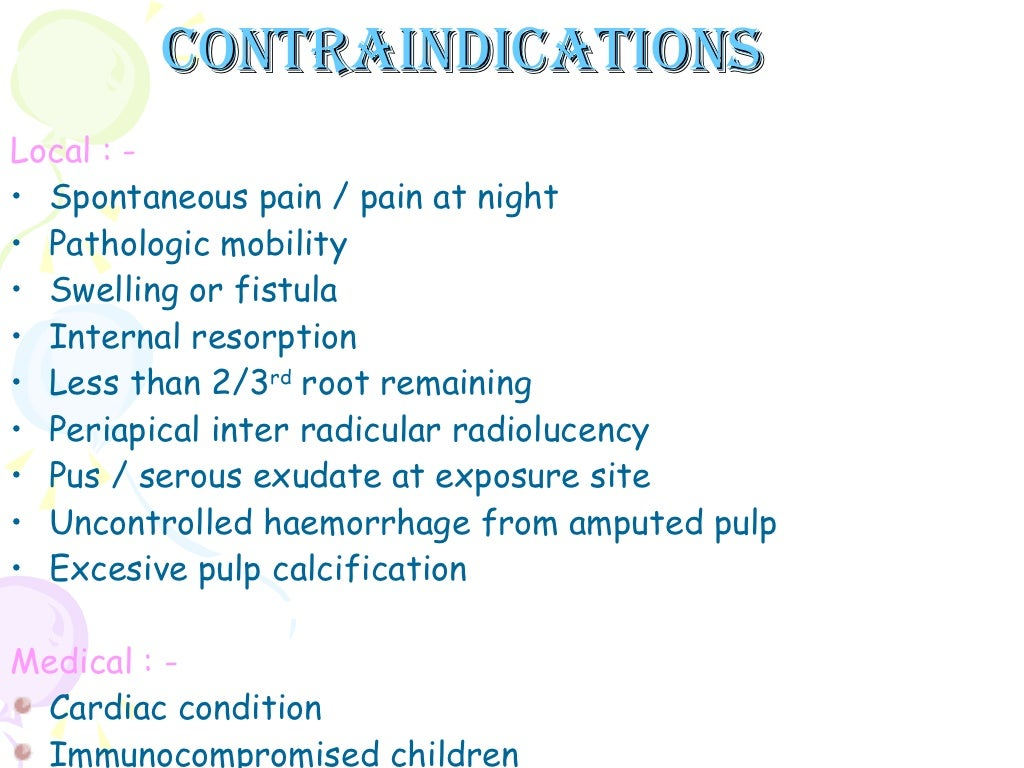 CONTRAINDICATIONS
Local : -
• Spontaneous pain / pain at night
• Pathologic mobility
• Swelling or fistula
• Internal resorption
• Less than 2/3rd root remaining
• Periapical inter radicular radiolucency
• Pus / serous exudate at exposure site
• Uncontrolled haemorrhage from amputed pulp
• Excesive pulp calcification
Medical : -
• Cardiac condition
• Immunocompromised children